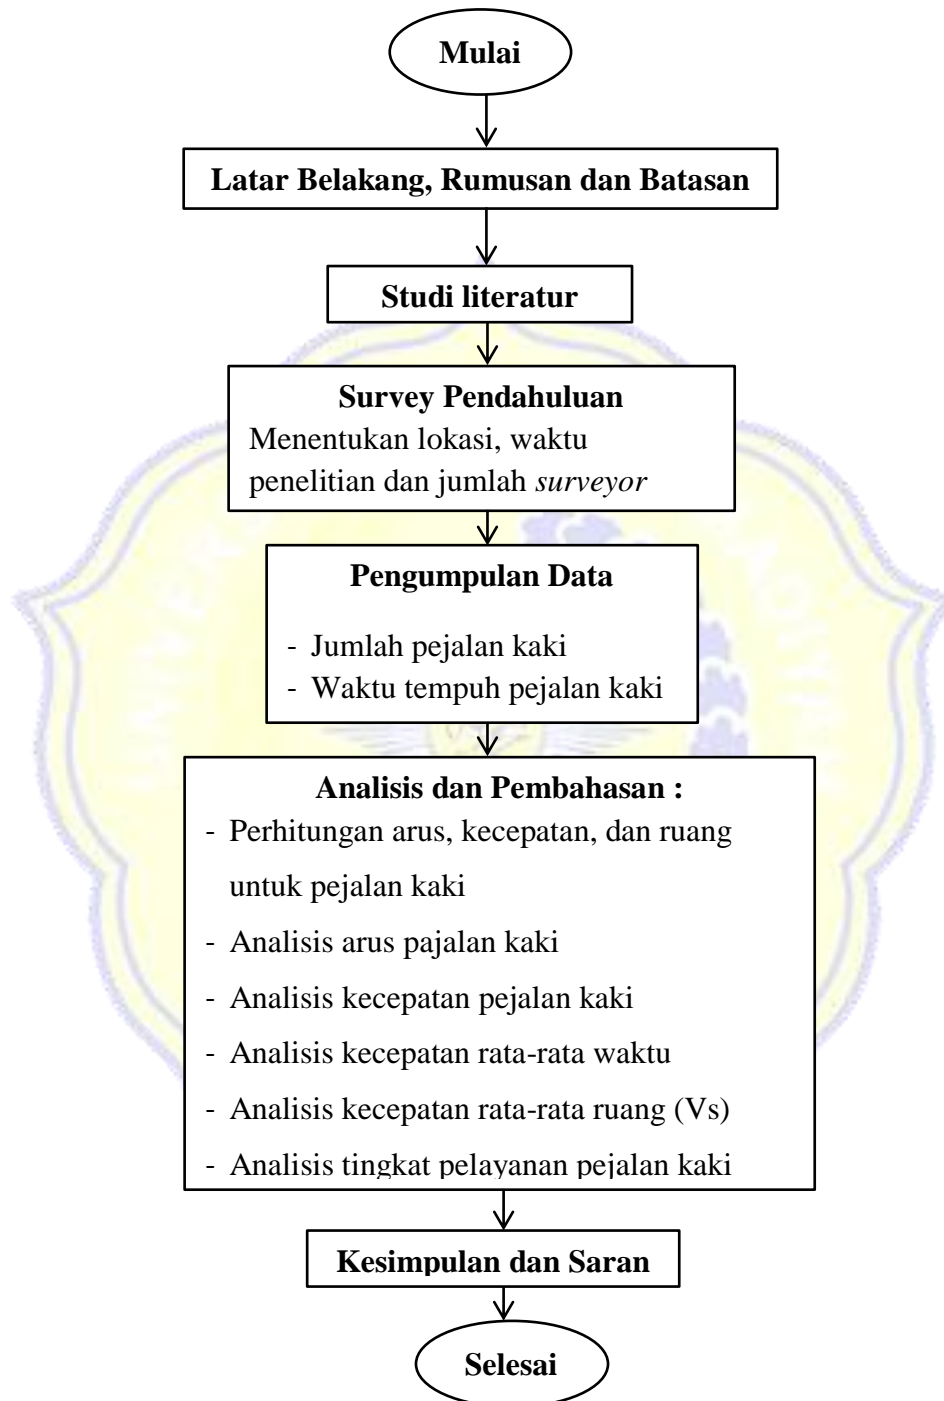 Mulai
Latar Belakang, Rumusan dan Batasan
Studi literatur
Survey Pendahuluan
Menentukan lokasi, waktu
penelitian dan jumlah surveyor
Pengumpulan Data
- Jumlah pejalan kaki
- Waktu tempuh pejalan kaki
Analisis dan Pembahasan :
- Perhitungan arus, kecepatan, dan ruang
untuk pejalan kaki
- Analisis arus pajalan kaki
- Analisis kecepatan pejalan kaki
- Analisis kecepatan rata-rata waktu
- Analisis kecepatan rata-rata ruang (Vs)
- Analisis tingkat pelayanan pejalan kaki
Kesimpulan dan Saran
Selesai